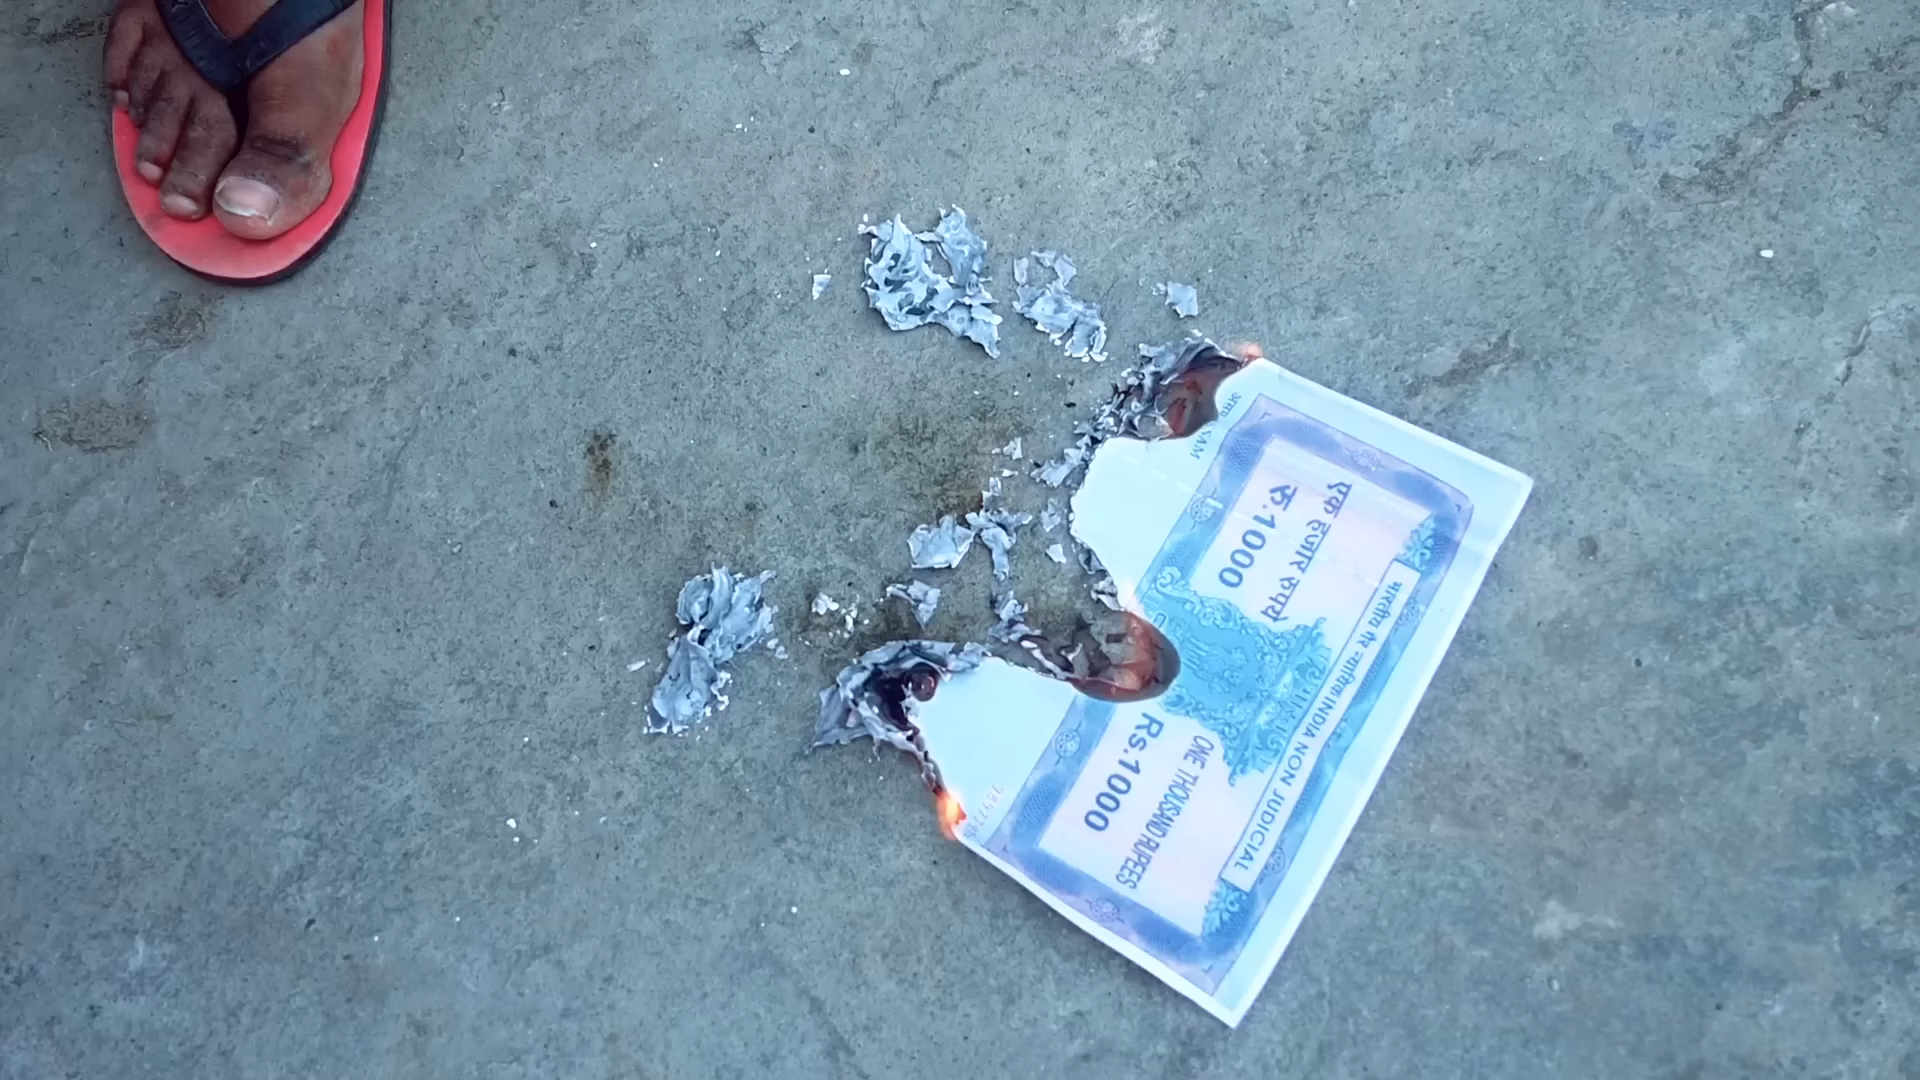 भारतीय गैर न्यायिक INDIA NON JUDICIAL
एक हजार रुपये
रु.1000
ONE THOUSAND RUPEES
Rs.1000